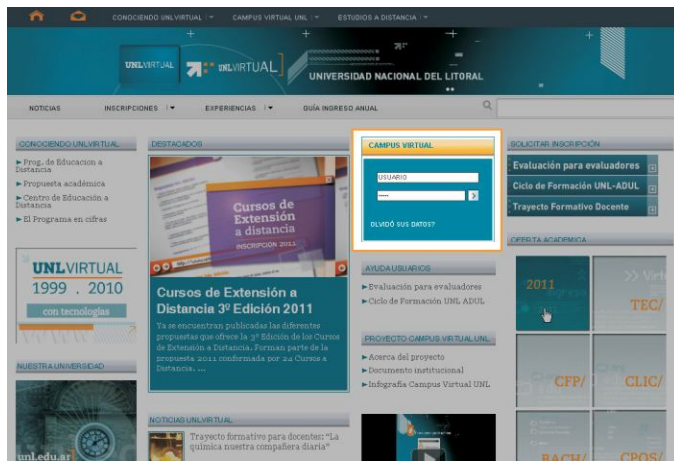 CONOCIENDO UNLVIRTUAL
CAMPUS VIRTUAL UNL
ESTUDIOS A DISTANCIA
UNLVIRTUAL
UNLVIRTUAL
UNIVERSIDAD NACIONAL DEL LITORAL
NOTICIAS
INSCRIPCIONES
EXPERIENCIAS
GUÍA INGRESO ANUAL
CONOCIENDO UNLVIRTUAL
Prog. de Educacion a
Distancia
Propuesta académica
Centro de Educación a
Distancia
El Programa en cifras
UNLVIRTUAL
1999 . 2010
con tecnologías
NUESTRA UNIVERSIDAD
unl.edu.ar
DESTACADOS
Cursos de
Extensión
a distancia
INSCRIPCIÓN 2011
Cursos de Extensión a
Distancia 3º Edición 2011
Ya se encuentran publicadas las diferentes
propuestas que ofrece la 3º Edición de los Cursos
de Extensión a Distancia. Forman parte de la
propuesta 2011 conformada por 24 Cursos a
Distancia. ...
NOTICIAS UNLVIRTUAL
Trayecto formativo para docentes: "La
química nuestra compañera diaria"
CAMPUS VIRTUAL
USUARIO
OLVIDÓ SUS DATOS?
AYUDA USUARIOS
Evaluación para evaluadores
Ciclo de Formación UNL ADUL
PROYECTO CAMPUS VIRTUAL UNL
Acerca del proyecto
Documento institucional
Infografía Campus Virtual UNL
SOLICITAR INSCRIPCIÓN
Evaluación para evaluadores
Ciclo de Formación UNL-ADUL
Trayecto Formativo Docente
OFERTA ACADEMICA
2011
ingreso
>> Virt
TEC/
CFP/
CLIC/
BACH/
CPOS/